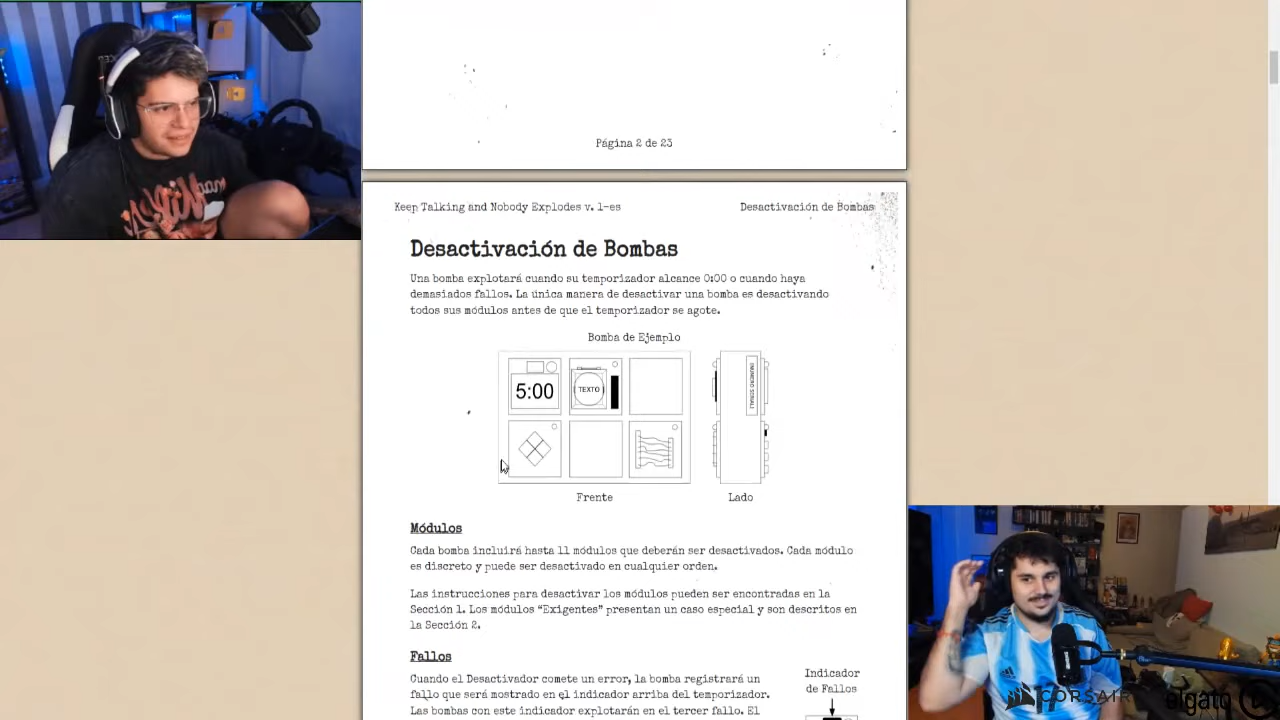 Página 2 de 23
Keep Talking and Nobody Explodes v. 1-es
Desactivación de Bombas
Desactivación de Bombas
Una bomba explotará cuando su temporizador alcance 0:00 o cuando haya
demasiados fallos. La única manera de desactivar una bomba es desactivando
todos sus módulos antes de que el temporizador se agote.
Bomba de Ejemplo
5:00
TEXTO
Frente
Lado
Módulos
Cada bomba incluirá hasta 11 módulos que deberán ser desactivados. Cada módulo
es discreto y puede ser desactivado en cualquier orden.
Las instrucciones para desactivar los módulos pueden ser encontradas en la
Sección 1. Los módulos “Exigentes” presentan un caso especial y son descritos en
la Sección 2.
Fallos
Cuando el Desactivador comete un error, la bomba registrará un
fallo que será mostrado en el indicador arriba del temporizador.
Las bombas con este indicador explotarán en el tercer fallo. El
Indicador
de Fallos
CORSAIR
elgato